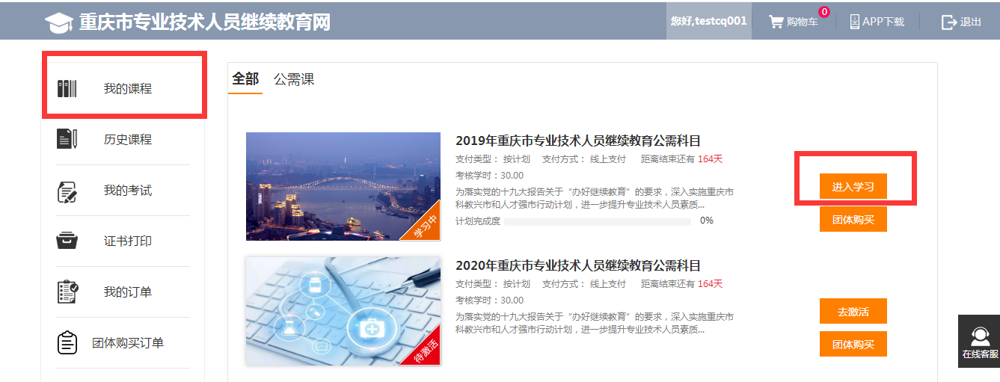 重庆市专业技术人员继续教育网
您好,testcq001
购物车
0
APP下载
退出
我的课程
历史课程
我的考试
证书打印
我的订单
团体购买订单
全部 公需课
2019年重庆市专业技术人员继续教育公需科目
支付类型： 按计划 支付方式： 线上支付 距离结束还有 164天
考核学时：30.00
为落实党的十九大报告关于“办好继续教育”的要求，深入实施重庆市
科教兴市和人才强市行动计划，进一步提升专业技术人员素质...
计划完成度 0%
学习中
进入学习
团体购买
2020年重庆市专业技术人员继续教育公需科目
支付类型： 按计划 支付方式： 线上支付 距离结束还有 164天
考核学时：30.00
为落实党的十九大报告关于“办好继续教育”的要求，深入实施重庆市
科教兴市和人才强市行动计划，进一步提升专业技术人员素质...
待激活
去激活
团体购买
在线客服